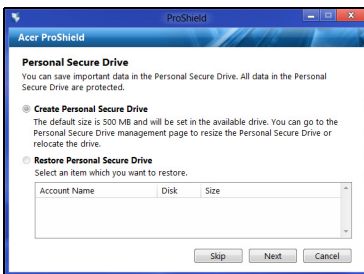 ProShield
Acer ProShield
Personal Secure Drive
You can save important data in the Personal Secure Drive. All data in the Personal
Secure Drive are protected.
Create Personal Secure Drive
The default size is 500 MB and will be set in the available drive. You can go to the
Personal Secure Drive management page to resize the Personal Secure Drive or
relocate the drive.
Restore Personal Secure Drive
Select an item which you want to restore.
Account Name Disk Size
Skip Next Cancel